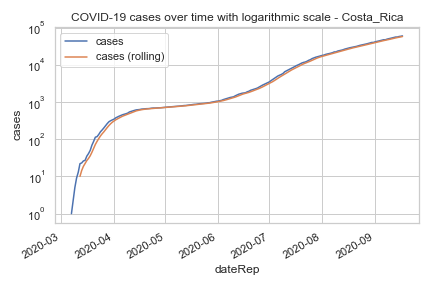 COVID-19 cases over time with logarithmic scale - Costa_Rica
cases
cases (rolling)
10⁵
10⁴
10³
10²
10¹
10⁰
cases
2020-03
2020-04
2020-05
2020-06
2020-07
2020-08
2020-09
dateRep